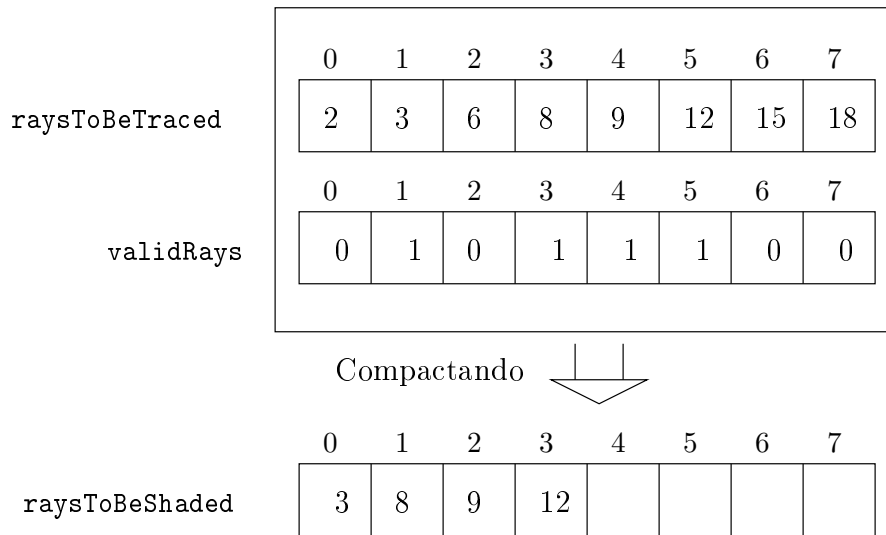 0 1 2 3 4 5 6 7
raysToBeTraced 2 3 6 8 9 12 15 18
0 1 2 3 4 5 6 7
validRays 0 1 0 1 1 1 0 0
Compactando
0 1 2 3 4 5 6 7
raysToBeShaded 3 8 9 12